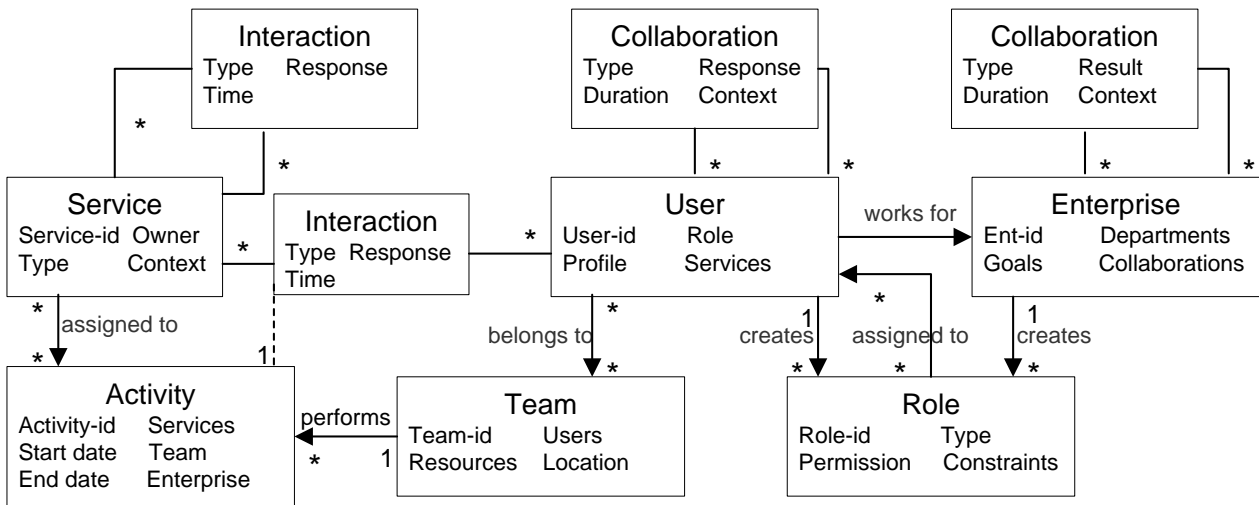 Interaction
Type Response
Time
Collaboration
Type Response
Duration Context
Collaboration
Type Result
Duration Context
*
*
*
*
*
*
Service
Service-id Owner
Type Context
*
Interaction
Type Response
Time
*
User
User-id Role
Profile Services
works for
Enterprise
Ent-id Departments
Goals Collaborations
*
assigned to
*
1
*
belongs to
*
1
creates
*
*
assigned to
*
1
creates
*
Activity
Activity-id Services
Start date Team
End date Enterprise
performs
*
1
Team
Team-id Users
Resources Location
Role
Role-id Type
Permission Constraints